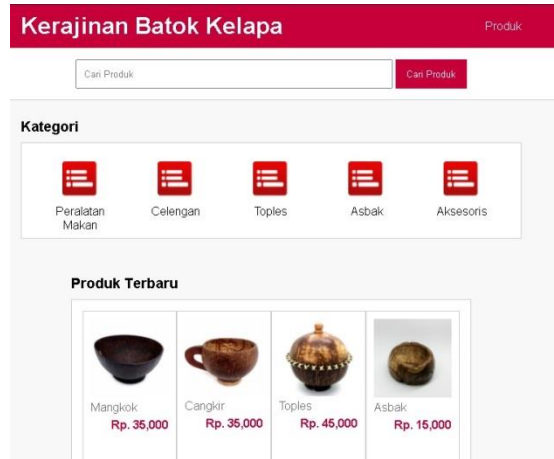 Kerajinan Batok Kelapa
Produk
Cari Produk
Cari Produk
Kategori
Peralatan
Makan
Celengan
Toples
Asbak
Aksesoris
Produk Terbaru
Mangkok
Rp. 35,000
Cangkir
Rp. 35,000
Toples
Rp. 45,000
Asbak
Rp. 15,000